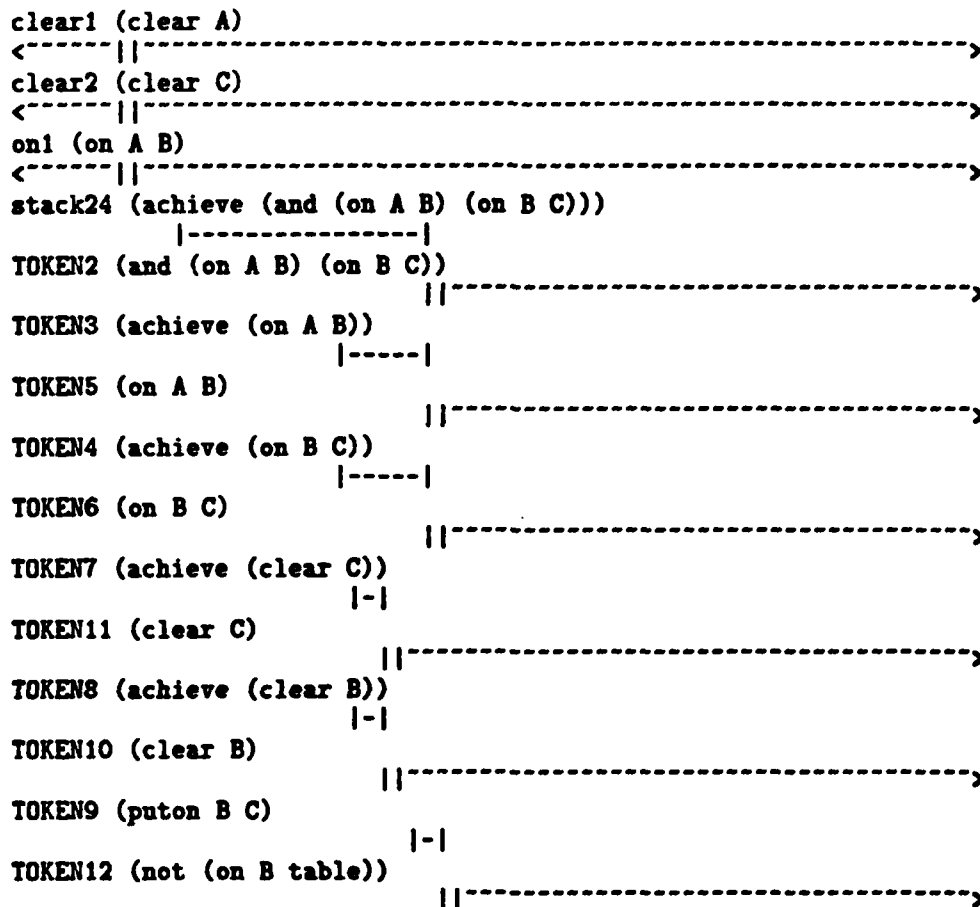 clear1 (clear A)
<------||--------------------------------------------------------->
clear2 (clear C)
<------||--------------------------------------------------------->
on1 (on A B)
<------||--------------------------------------------------------->
stack24 (achieve (and (on A B) (on B C)))
|----------------|
TOKEN2 (and (on A B) (on B C))
||------------------------------------>
TOKEN3 (achieve (on A B))
|-----|
TOKEN5 (on A B)
||------------------------------------>
TOKEN4 (achieve (on B C))
|-----|
TOKEN6 (on B C)
||------------------------------------>
TOKEN7 (achieve (clear C))
|-|
TOKEN11 (clear C)
||--------------------------------------->
TOKEN8 (achieve (clear B))
|-|
TOKEN10 (clear B)
||--------------------------------------->
TOKEN9 (puton B C)
|-|
TOKEN12 (not (on B table))
||----------------------------------->